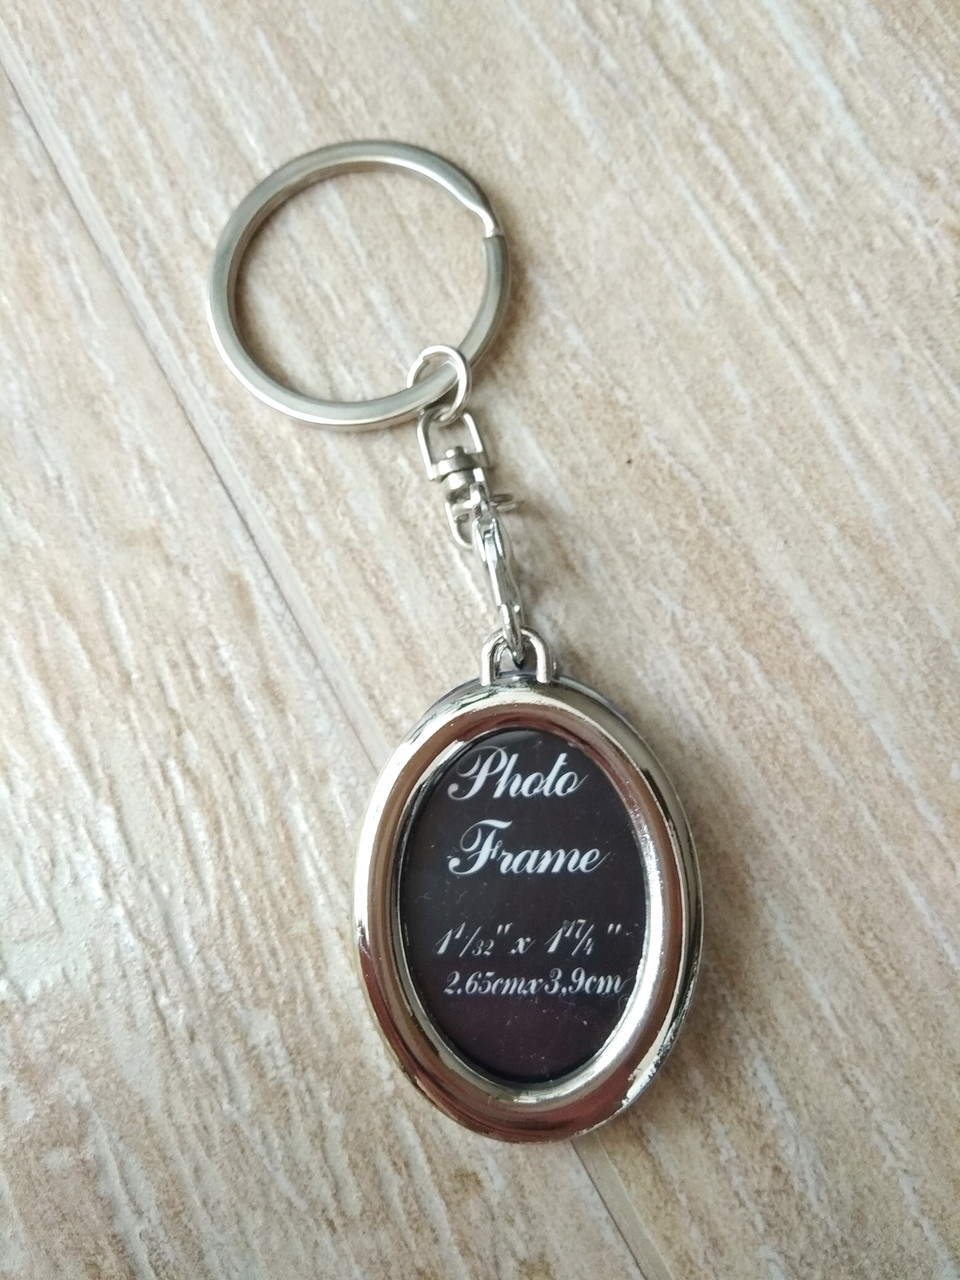 Photo
Frame
1 1/32" x 1 17/4 "
2.65cmx3,9cm